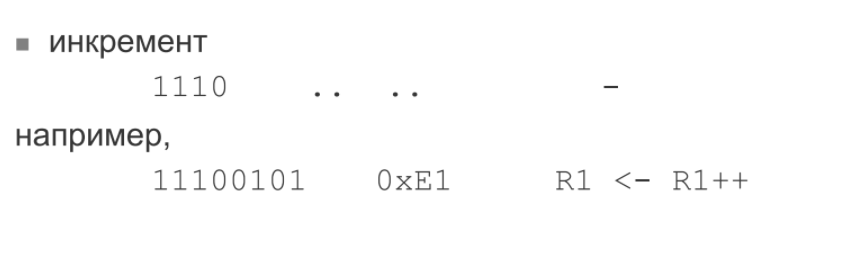 ▪ инкремент
1110 .. .. -
например,
11100101 0xE1 R1 <- R1++